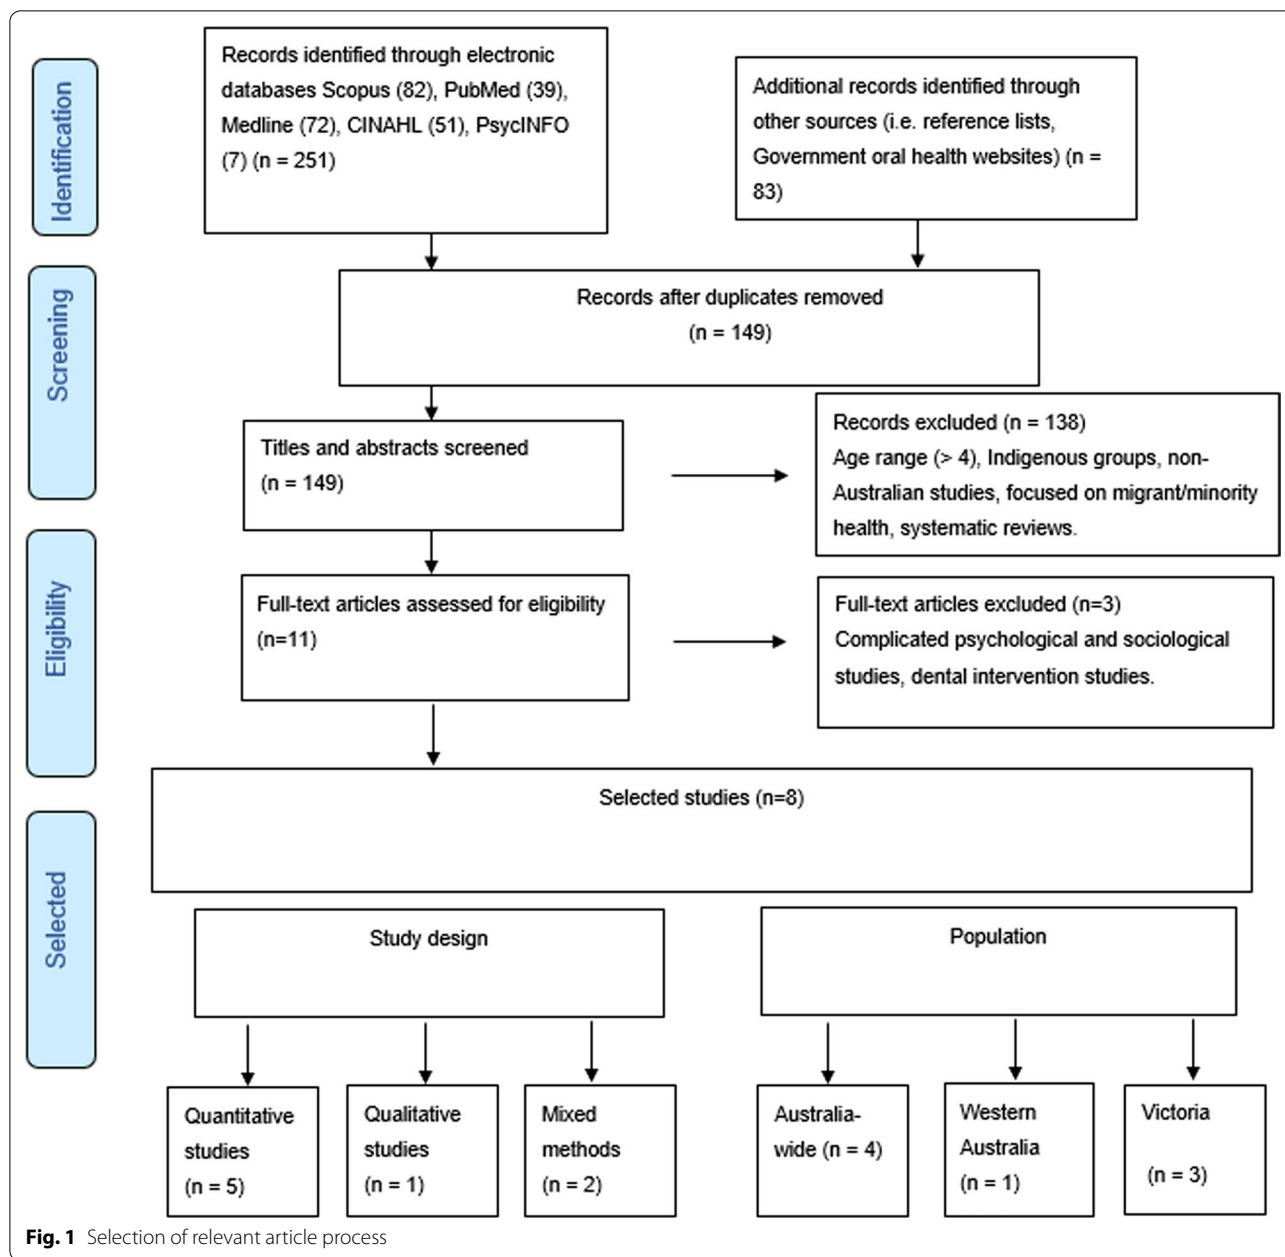 Identification
Records identified through electronic
databases Scopus (82), PubMed (39),
Medline (72), CINAHL (51), PsycINFO
(7) (n = 251)
Additional records identified through
other sources (i.e. reference lists,
Government oral health websites) (n =
83)
Screening
Records after duplicates removed
(n = 149)
Titles and abstracts screened
(n = 149)
Records excluded (n = 138)
Age range (> 4), Indigenous groups, non-
Australian studies, focused on migrant/minority
health, systematic reviews.
Eligibility
Full-text articles assessed for eligibility
(n=11)
Full-text articles excluded (n=3)
Complicated psychological and sociological
studies, dental intervention studies.
Selected studies (n=8)
Selected
Study design
Population
Quantitative
studies
(n = 5)
Qualitative
studies
(n = 1)
Mixed
methods
(n = 2)
Australia-
wide (n = 4)
Western
Australia
(n = 1)
Victoria
(n = 3)
Fig. 1 Selection of relevant article process